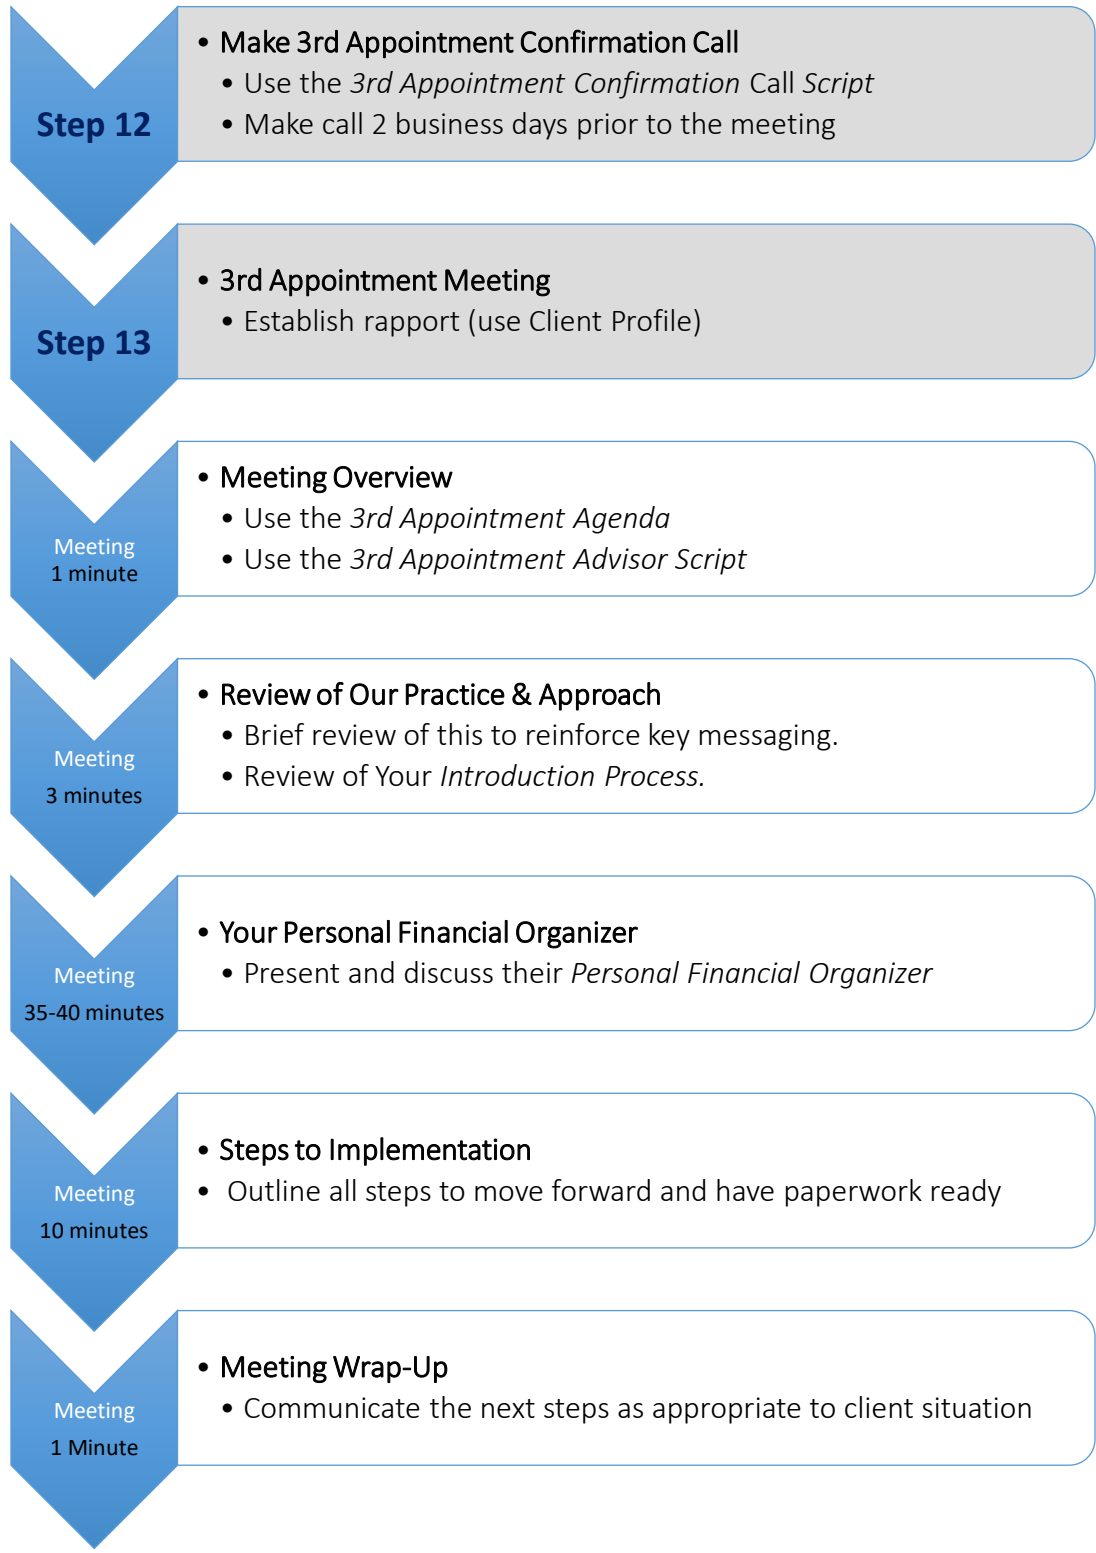 Step 12
• Make 3rd Appointment Confirmation Call
• Use the 3rd Appointment Confirmation Call Script
• Make call 2 business days prior to the meeting
Step 13
• 3rd Appointment Meeting
• Establish rapport (use Client Profile)
Meeting
1 minute
• Meeting Overview
• Use the 3rd Appointment Agenda
• Use the 3rd Appointment Advisor Script
Meeting
3 minutes
• Review of Our Practice & Approach
• Brief review of this to reinforce key messaging.
• Review of Your Introduction Process.
Meeting
35-40 minutes
• Your Personal Financial Organizer
• Present and discuss their Personal Financial Organizer
Meeting
10 minutes
• Steps to Implementation
• Outline all steps to move forward and have paperwork ready
Meeting
1 Minute
• Meeting Wrap-Up
• Communicate the next steps as appropriate to client situation